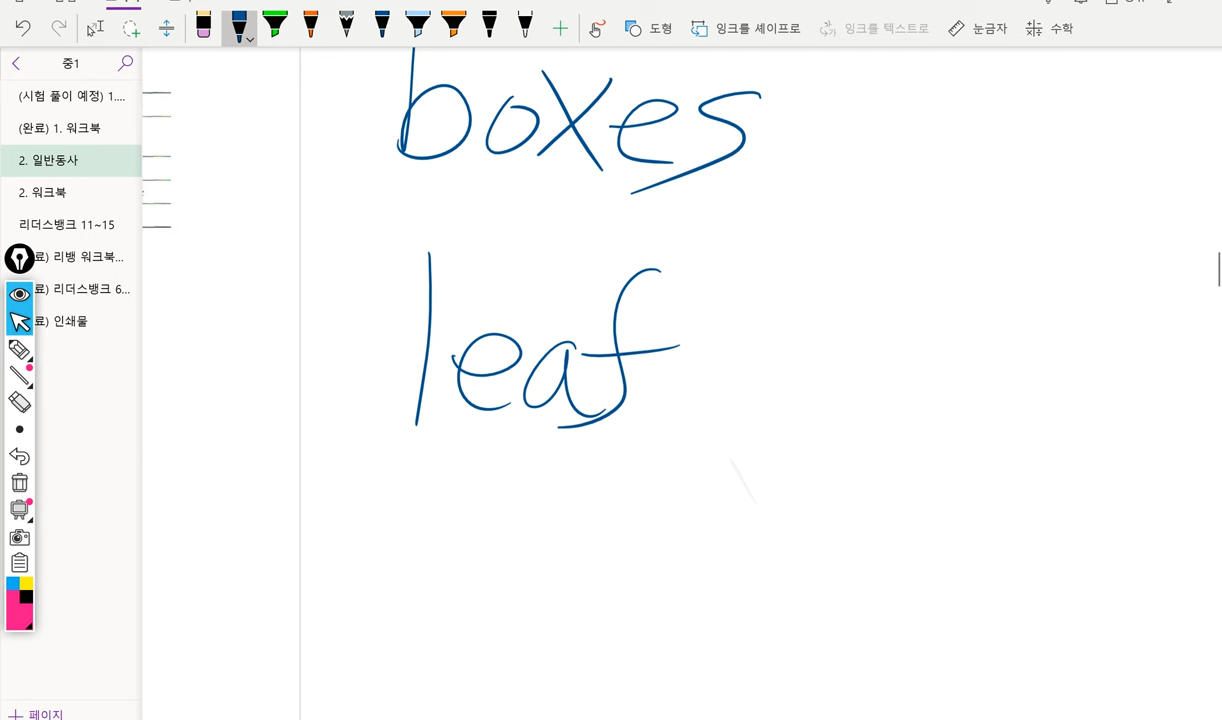 도형
잉크를 셰이프로
잉크를 텍스트로
눈금자
수학
중1
(시험 풀이 예정) 1....
(완료) 1. 워크북
2. 일반동사
2. 워크북
리더스뱅크 11~15
료) 리뱅 워크북...
료) 리더스뱅크 6...
료) 인쇄물
페이지
boxes
leaf